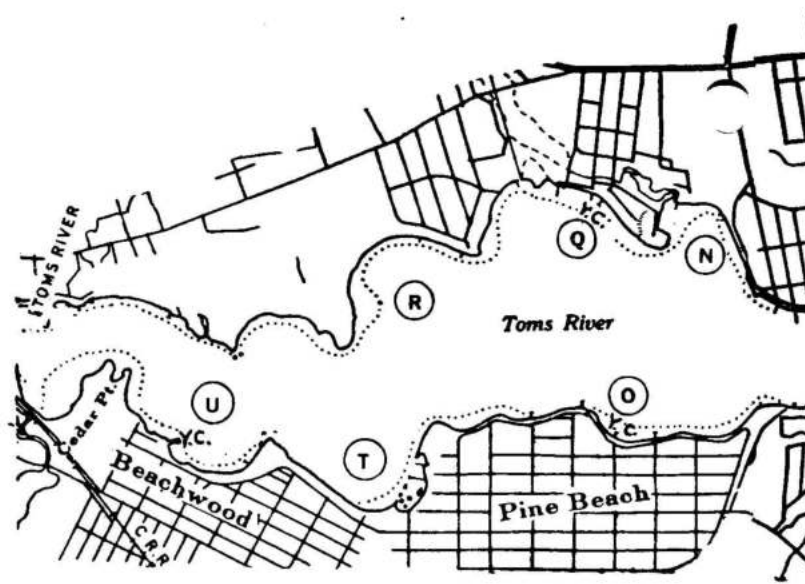 Y.C.
Q
N
TOMS RIVER
R
Toms River
U
O
Y.C.
Y.C.
Cedar Pt.
T
Beachwood
Pine Beach
C.R.R.